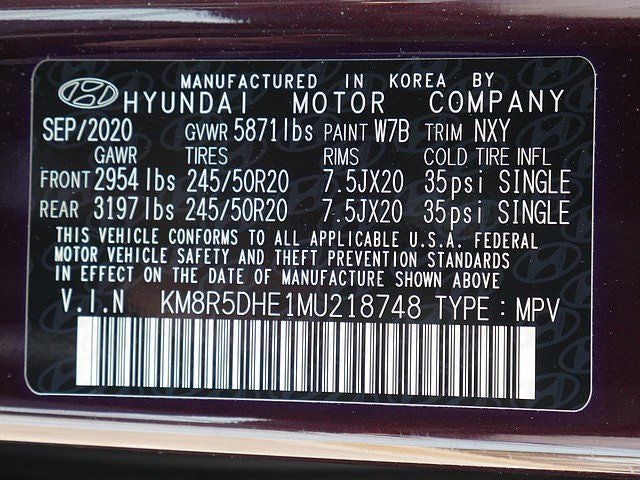 MANUFACTURED IN KOREA BY
HYUNDAI MOTOR COMPANY
SEP/2020 GVWR 5871lbs PAINT W7B TRIM NXY
GAWR TIRES RIMS COLD TIRE INFL
FRONT 2954lbs 245/50R20 7.5JX20 35psi SINGLE
REAR 3197lbs 245/50R20 7.5JX20 35psi SINGLE
THIS VEHICLE CONFORMS TO ALL APPLICABLE U.S.A. FEDERAL
MOTOR VEHICLE SAFETY AND THEFT PREVENTION STANDARDS
IN EFFECT ON THE DATE OF MANUFACTURE SHOWN ABOVE
V.I.N KM8R5DHE1MU218748 TYPE : MPV